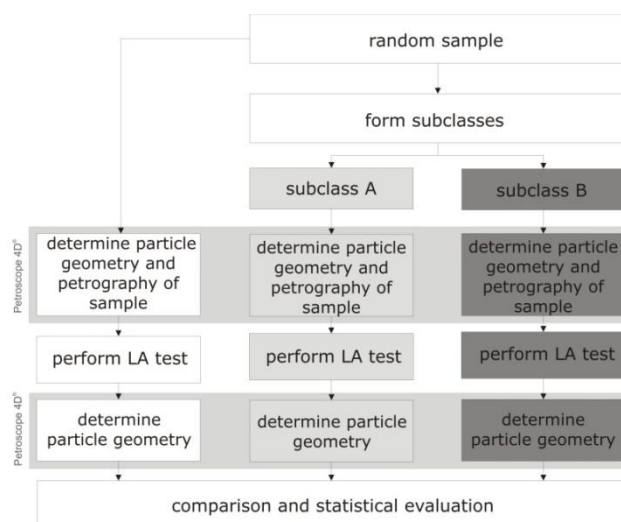 random sample
form subclasses
subclass A
subclass B
Petroscope 4D®
determine particle
geometry and
petrography of
sample
determine particle
geometry and
petrography of
sample
determine particle
geometry and
petrography of
sample
perform LA test
perform LA test
perform LA test
Petroscope 4D®
determine
particle geometry
determine particle
geometry
determine
particle geometry
comparison and statistical evaluation